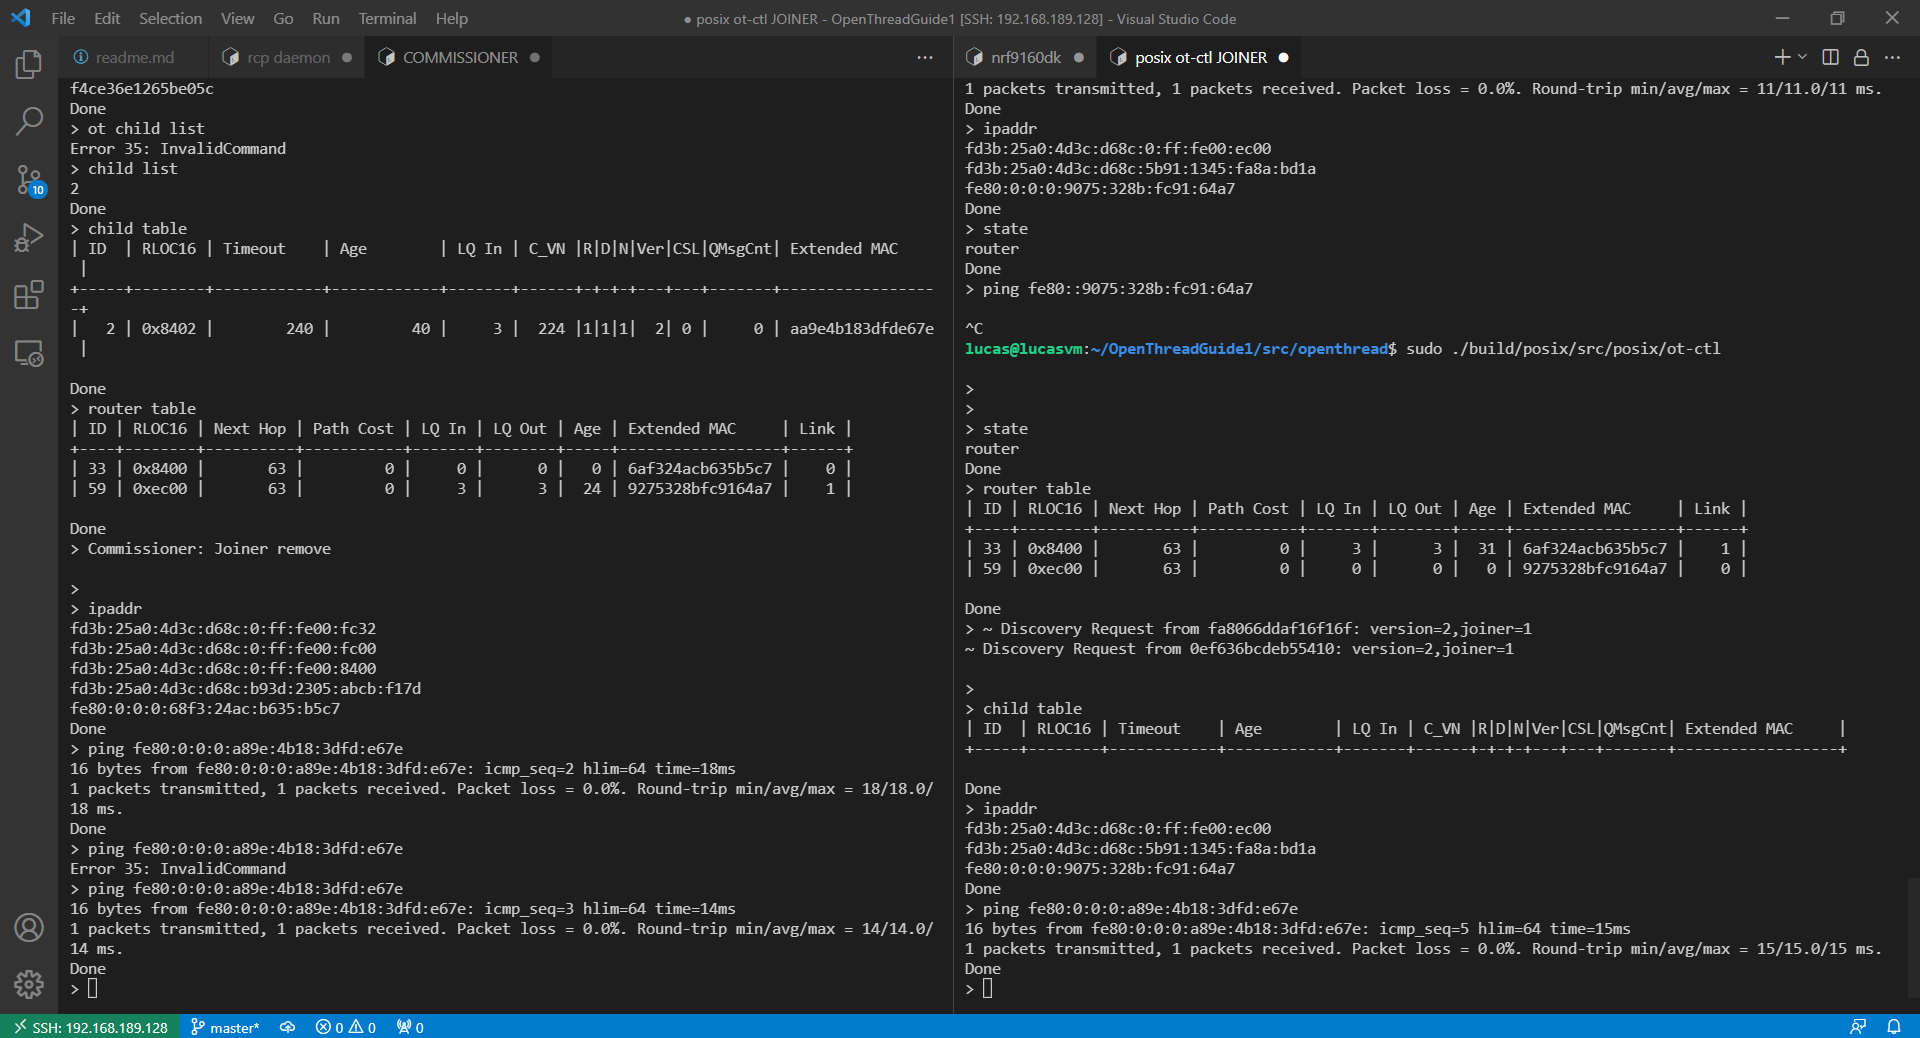 File Edit Selection View Go Run Terminal Help
● posix ot-ctl JOINER - OpenThreadGuide1 [SSH: 192.168.189.128] - Visual Studio Code
readme.md
rcp daemon
COMMISSIONER
nrf9160dk
posix ot-ctl JOINER
10
f4ce36e1265be05c
Done
> ot child list
Error 35: InvalidCommand
> child list
2
Done
> child table
| ID  | RLOC16 | Timeout    | Age        | LQ In | C_VN |R|D|N|Ver|CSL|QMsgCnt| Extended MAC
 |
+-----+--------+------------+------------+-------+------+-+-+-+---+---+-------+-----------------
-+
|   2 | 0x8402 |        240 |         40 |     3 |  224 |1|1|1|  2| 0 |     0 | aa9e4b183dfde67e
 |

Done
> router table
| ID | RLOC16 | Next Hop | Path Cost | LQ In | LQ Out | Age | Extended MAC     | Link |
+----+--------+----------+-----------+-------+--------+-----+------------------+------+
| 33 | 0x8400 |       63 |         0 |     0 |      0 |   0 | 6af324acb635b5c7 |    0 |
| 59 | 0xec00 |       63 |         0 |     3 |      3 |  24 | 9275328bfc9164a7 |    1 |

Done
> Commissioner: Joiner remove

>
> ipaddr
fd3b:25a0:4d3c:d68c:0:ff:fe00:fc32
fd3b:25a0:4d3c:d68c:0:ff:fe00:fc00
fd3b:25a0:4d3c:d68c:0:ff:fe00:8400
fd3b:25a0:4d3c:d68c:b93d:2305:abcb:f17d
fe80:0:0:0:68f3:24ac:b635:b5c7
Done
> ping fe80:0:0:0:a89e:4b18:3dfd:e67e
16 bytes from fe80:0:0:0:a89e:4b18:3dfd:e67e: icmp_seq=2 hlim=64 time=18ms
1 packets transmitted, 1 packets received. Packet loss = 0.0%. Round-trip min/avg/max = 18/18.0/
18 ms.
Done
> ping fe80:0:0:0:a89e:4b18:3dfd:e67e
Error 35: InvalidCommand
> ping fe80:0:0:0:a89e:4b18:3dfd:e67e
16 bytes from fe80:0:0:0:a89e:4b18:3dfd:e67e: icmp_seq=3 hlim=64 time=14ms
1 packets transmitted, 1 packets received. Packet loss = 0.0%. Round-trip min/avg/max = 14/14.0/
14 ms.
Done
>
1 packets transmitted, 1 packets received. Packet loss = 0.0%. Round-trip min/avg/max = 11/11.0/11 ms.
Done
> ipaddr
fd3b:25a0:4d3c:d68c:0:ff:fe00:ec00
fd3b:25a0:4d3c:d68c:5b91:1345:fa8a:bd1a
fe80:0:0:0:9075:328b:fc91:64a7
Done
> state
router
Done
> ping fe80::9075:328b:fc91:64a7

^C
lucas@lucasvm:~/OpenThreadGuide1/src/openthread$ sudo ./build/posix/src/posix/ot-ctl

>
>
> state
router
Done
> router table
| ID | RLOC16 | Next Hop | Path Cost | LQ In | LQ Out | Age | Extended MAC     | Link |
+----+--------+----------+-----------+-------+--------+-----+------------------+------+
| 33 | 0x8400 |       63 |         0 |     3 |      3 |  31 | 6af324acb635b5c7 |    1 |
| 59 | 0xec00 |       63 |         0 |     0 |      0 |   0 | 9275328bfc9164a7 |    0 |

Done
> ~ Discovery Request from fa8066ddaf16f16f: version=2,joiner=1
~ Discovery Request from 0ef636bcdeb55410: version=2,joiner=1

>
> child table
| ID  | RLOC16 | Timeout    | Age        | LQ In | C_VN |R|D|N|Ver|CSL|QMsgCnt| Extended MAC     |
+-----+--------+------------+------------+-------+------+-+-+-+---+---+-------+------------------+

Done
> ipaddr
fd3b:25a0:4d3c:d68c:0:ff:fe00:ec00
fd3b:25a0:4d3c:d68c:5b91:1345:fa8a:bd1a
fe80:0:0:0:9075:328b:fc91:64a7
Done
> ping fe80:0:0:0:a89e:4b18:3dfd:e67e
16 bytes from fe80:0:0:0:a89e:4b18:3dfd:e67e: icmp_seq=5 hlim=64 time=15ms
1 packets transmitted, 1 packets received. Packet loss = 0.0%. Round-trip min/avg/max = 15/15.0/15 ms.
Done
>
SSH: 192.168.189.128 master* 0 0 0